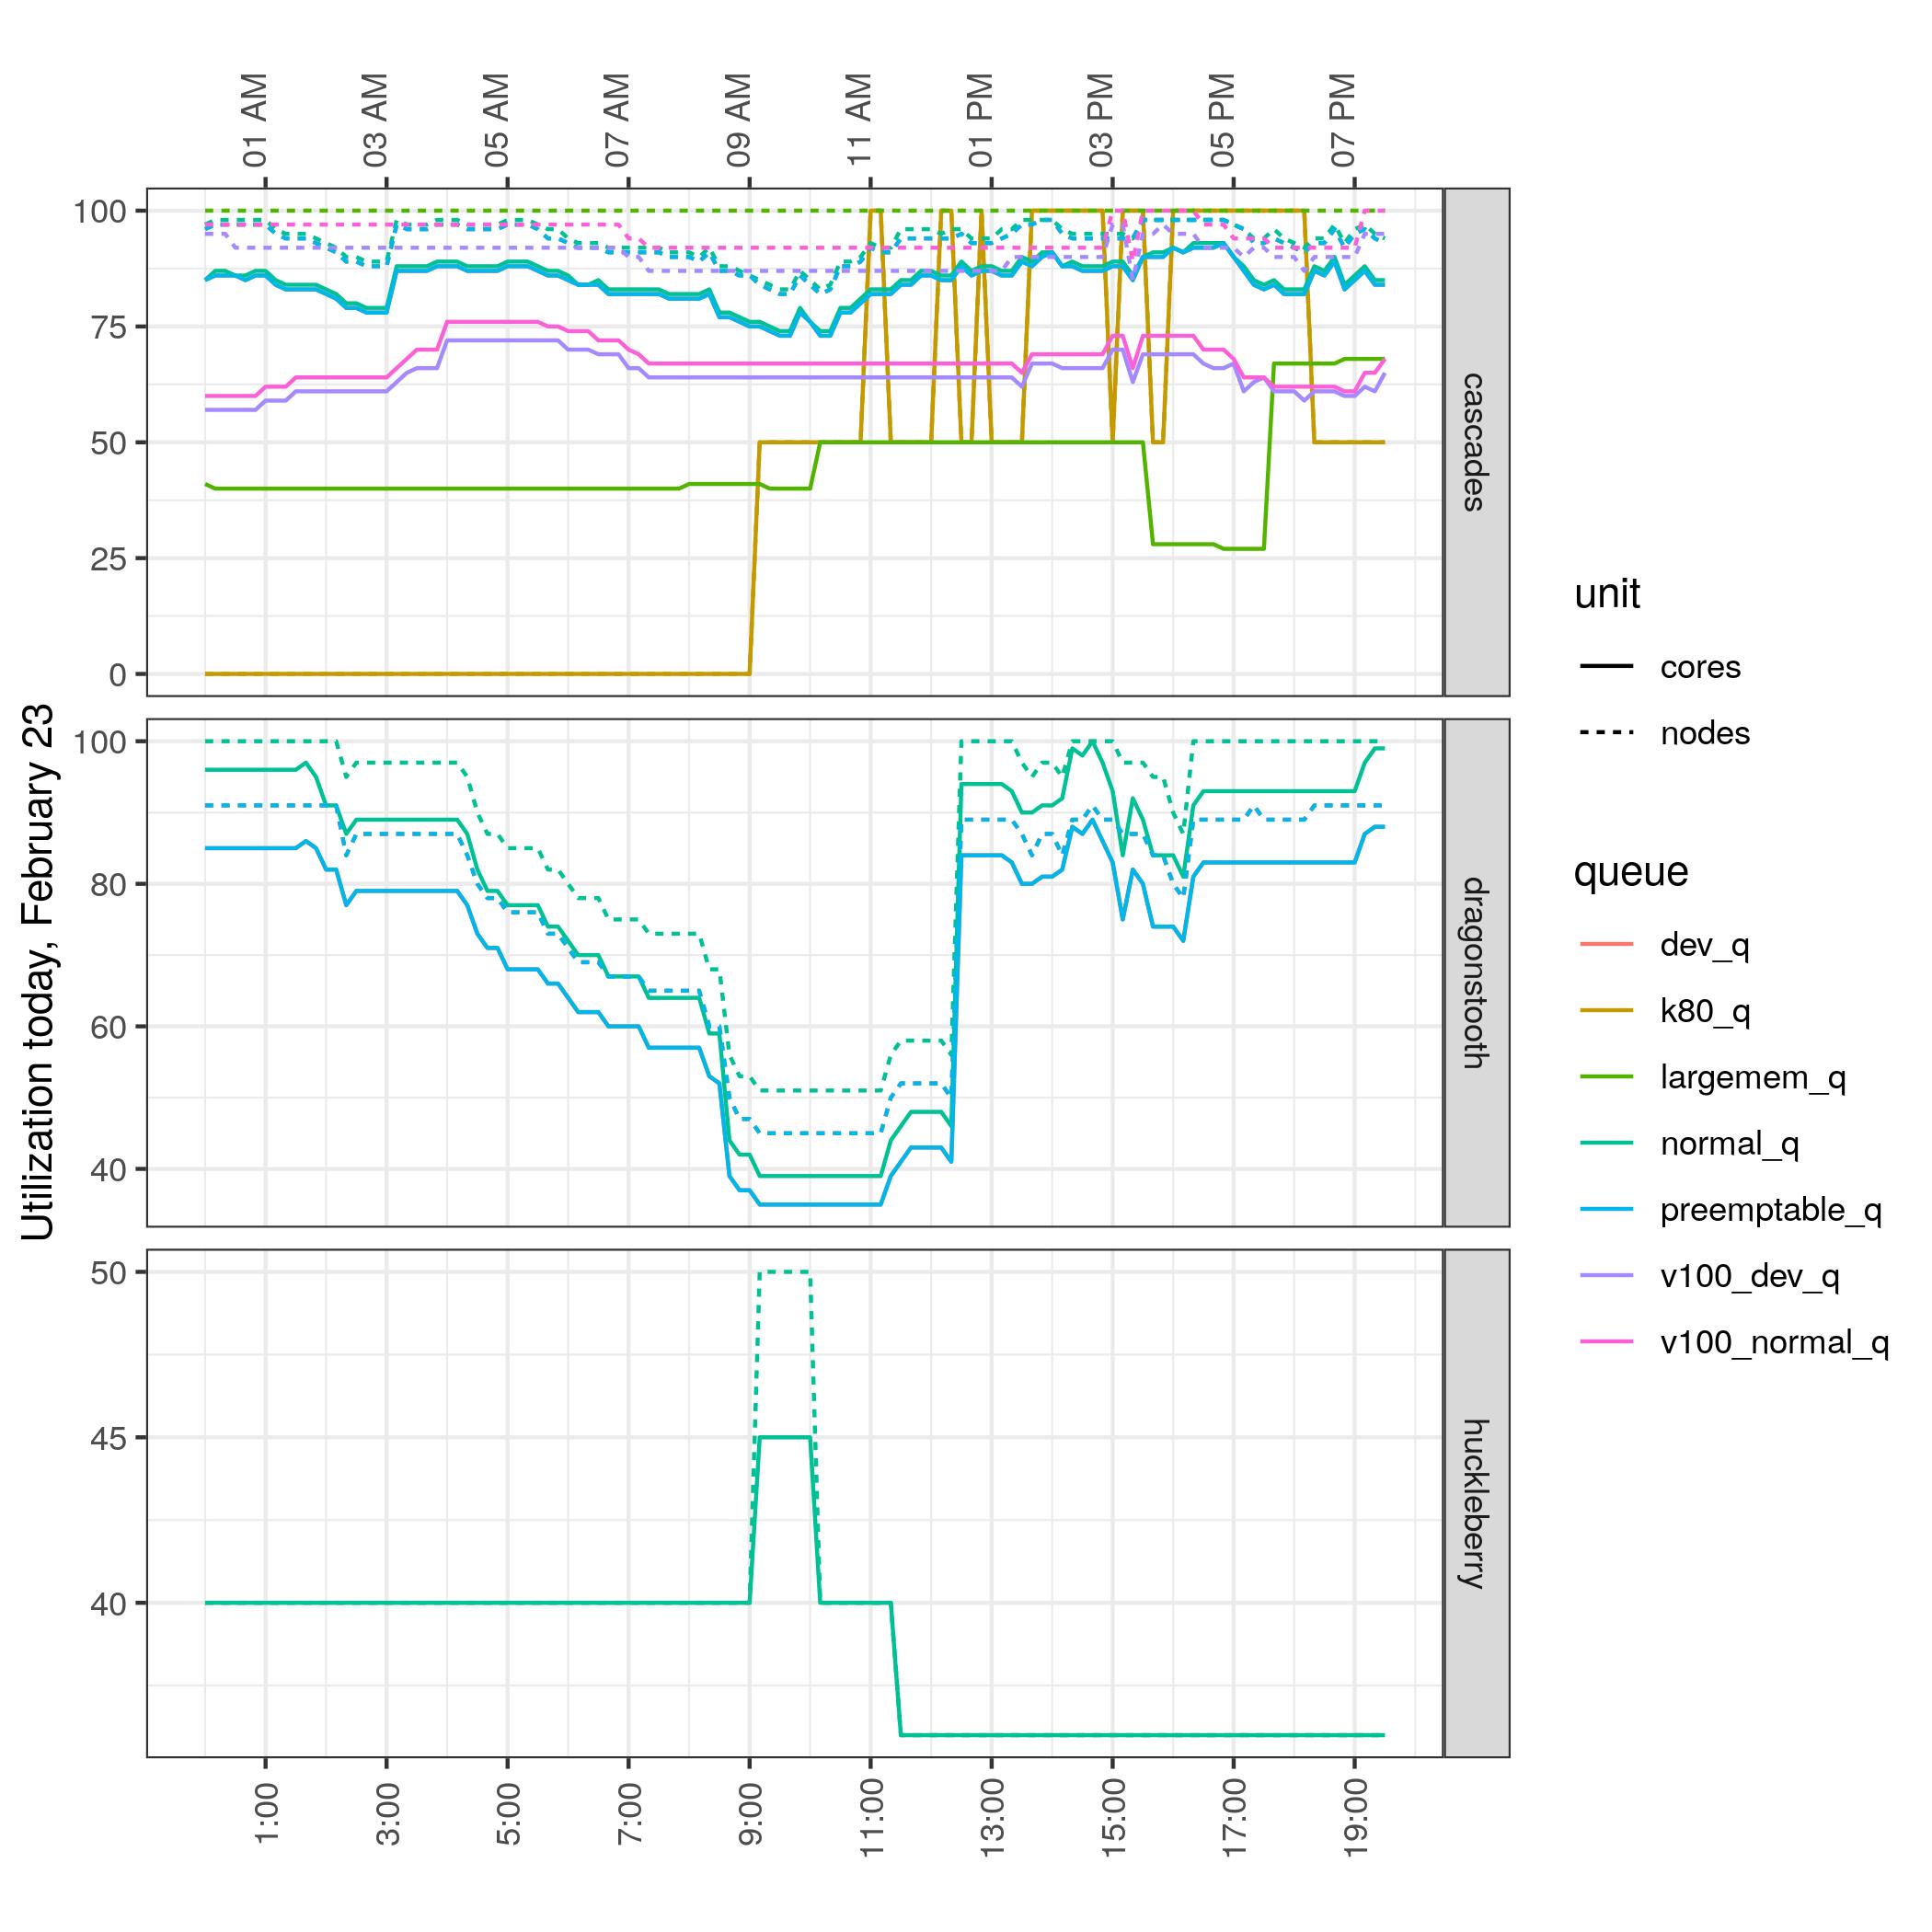 01 AM
03 AM
05 AM
07 AM
09 AM
11 AM
01 PM
03 PM
05 PM
07 PM
Utilization today, February 23
100
75
50
25
0
cascades
100
80
60
40
dragonstooth
50
45
40
huckleberry
1:00
3:00
5:00
7:00
9:00
11:00
13:00
15:00
17:00
19:00
unit
cores
nodes
queue
dev_q
k80_q
largemem_q
normal_q
preemptable_q
v100_dev_q
v100_normal_q